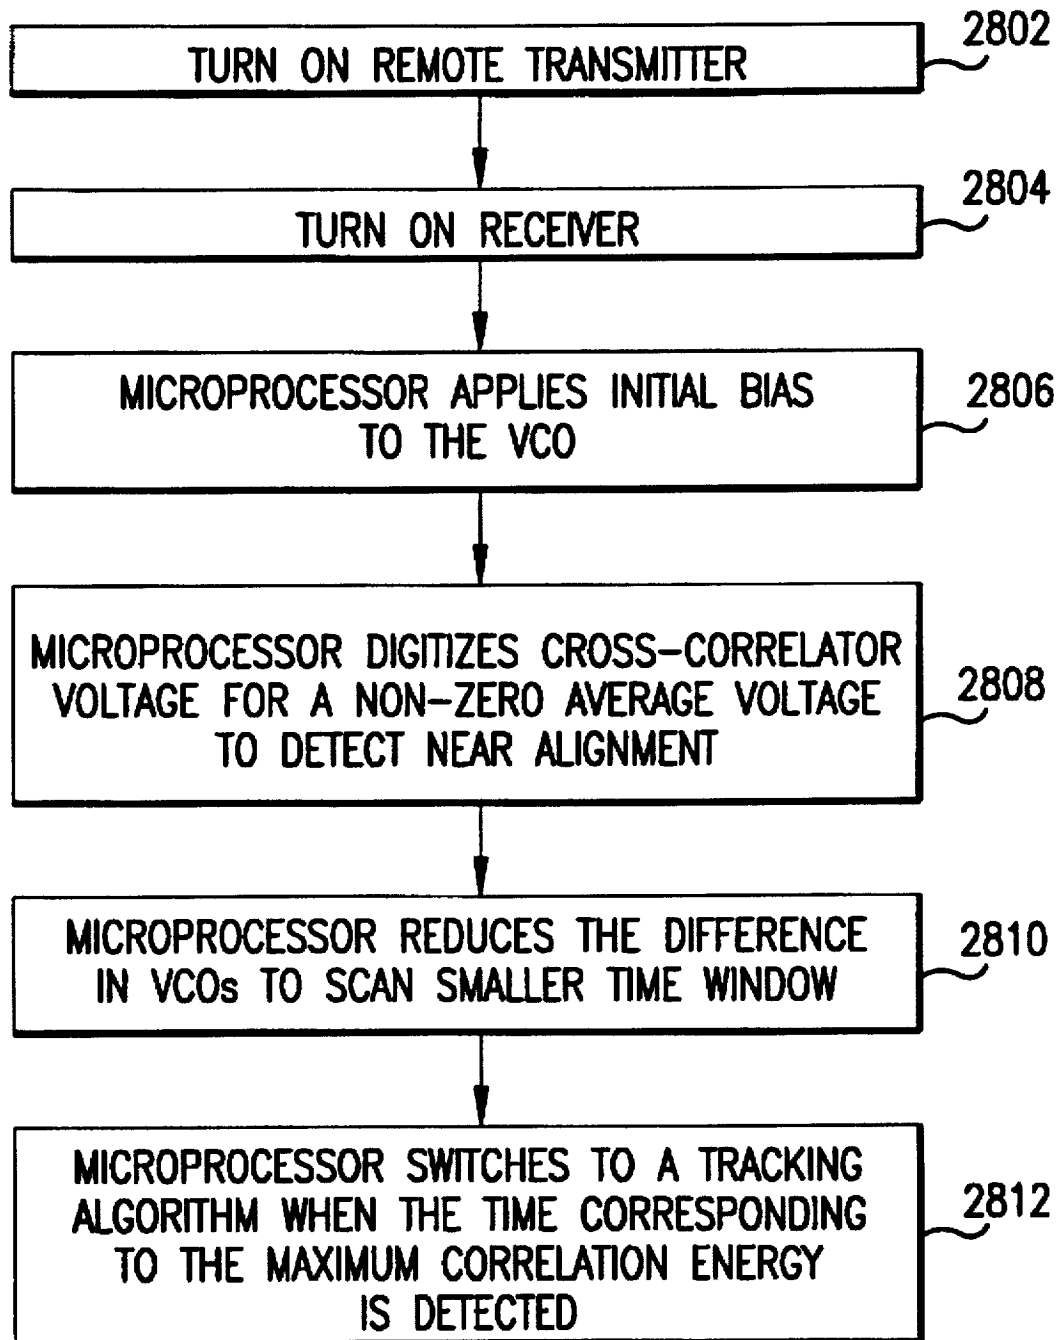 2802
TURN ON REMOTE TRANSMITTER
2804
TURN ON RECEIVER
2806
MICROPROCESSOR APPLIES INITIAL BIAS
TO THE VCO
2808
MICROPROCESSOR DIGITIZES CROSS-CORRELATOR
VOLTAGE FOR A NON-ZERO AVERAGE VOLTAGE
TO DETECT NEAR ALIGNMENT
2810
MICROPROCESSOR REDUCES THE DIFFERENCE
IN VCOs TO SCAN SMALLER TIME WINDOW
2812
MICROPROCESSOR SWITCHES TO A TRACKING
ALGORITHM WHEN THE TIME CORRESPONDING
TO THE MAXIMUM CORRELATION ENERGY
IS DETECTED